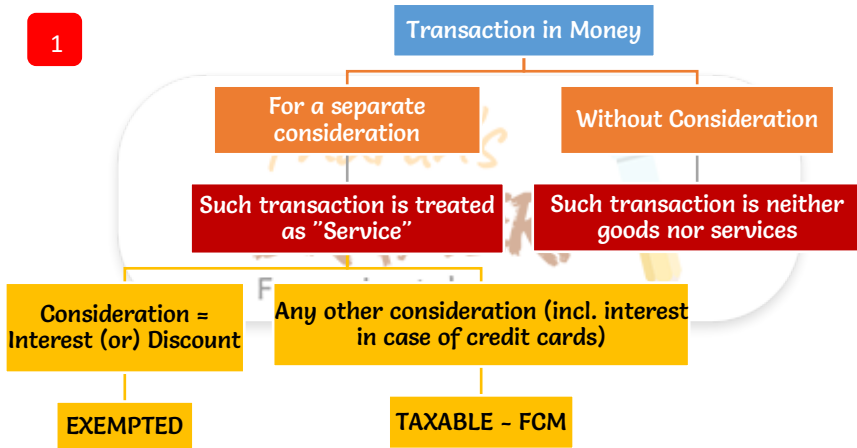 1
Transaction in Money
For a separate
consideration
Without Consideration
Such transaction is treated
as "Service"
Such transaction is neither
goods nor services
Consideration =
Interest (or) Discount
Any other consideration (incl. interest
in case of credit cards)
EXEMPTED
TAXABLE - FCM